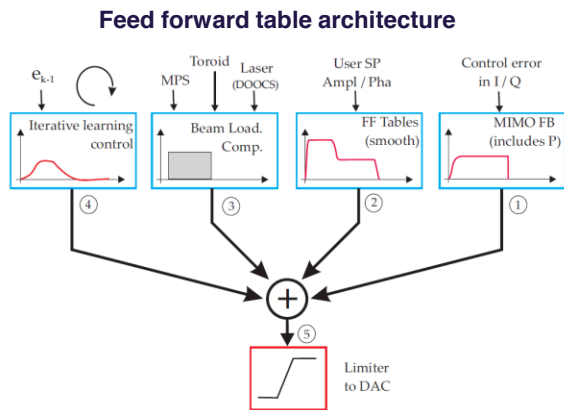 Feed forward table architecture
e k-1
MPS
Toroid
Laser
(DOOCS)
User SP
Ampl / Pha
Control error
in I / Q
Iterative learning
control
Beam Load.
Comp.
FF Tables
(smooth)
MIMO FB
(includes P)
4
3
2
1
+
5
Limiter
to DAC